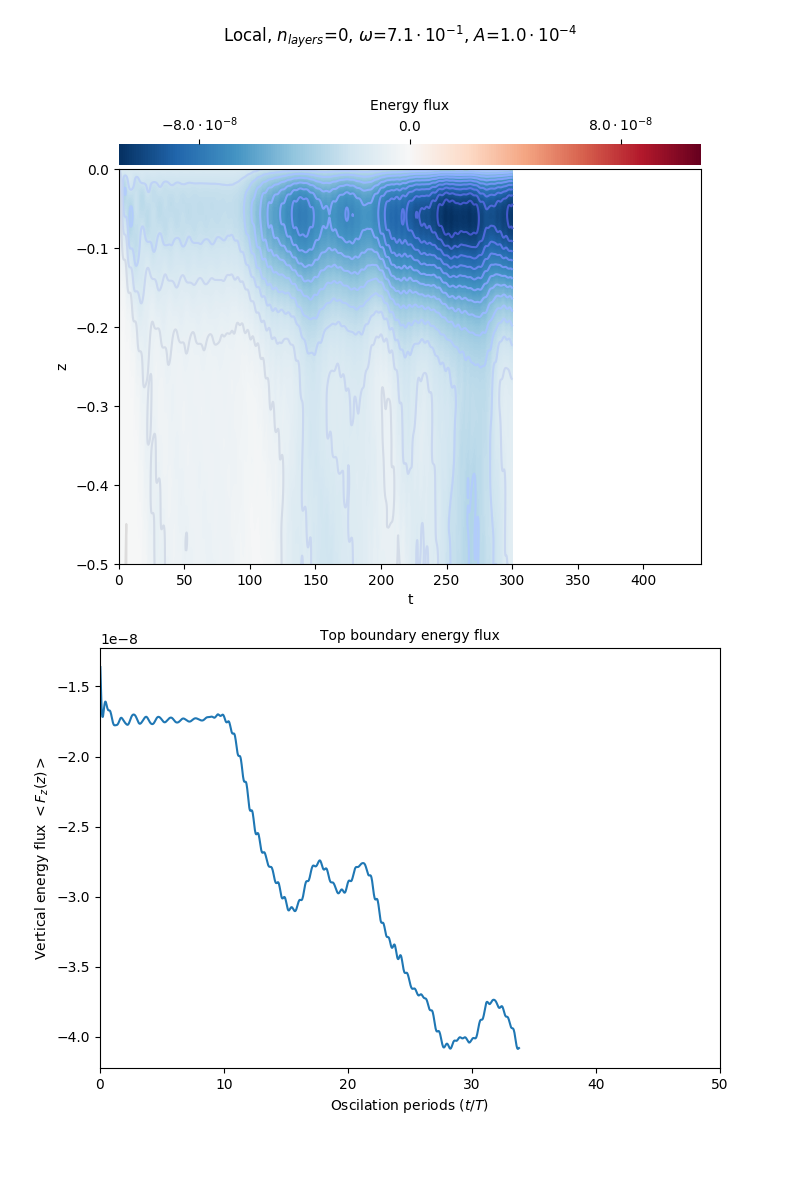 Local, n_layers=0, ω=7.1·10⁻¹, A=1.0·10⁻⁴
Energy flux
−8.0·10⁻⁸ 0.0 8.0·10⁻⁸
0.0
−0.1
−0.2
−0.3
−0.4
−0.5
z
0 50 100 150 200 250 300 350 400
t
Top boundary energy flux
1e−8
−1.5
−2.0
−2.5
−3.0
−3.5
−4.0
Vertical energy flux <F_z(z)>
0 10 20 30 40 50
Oscilation periods (t/T)